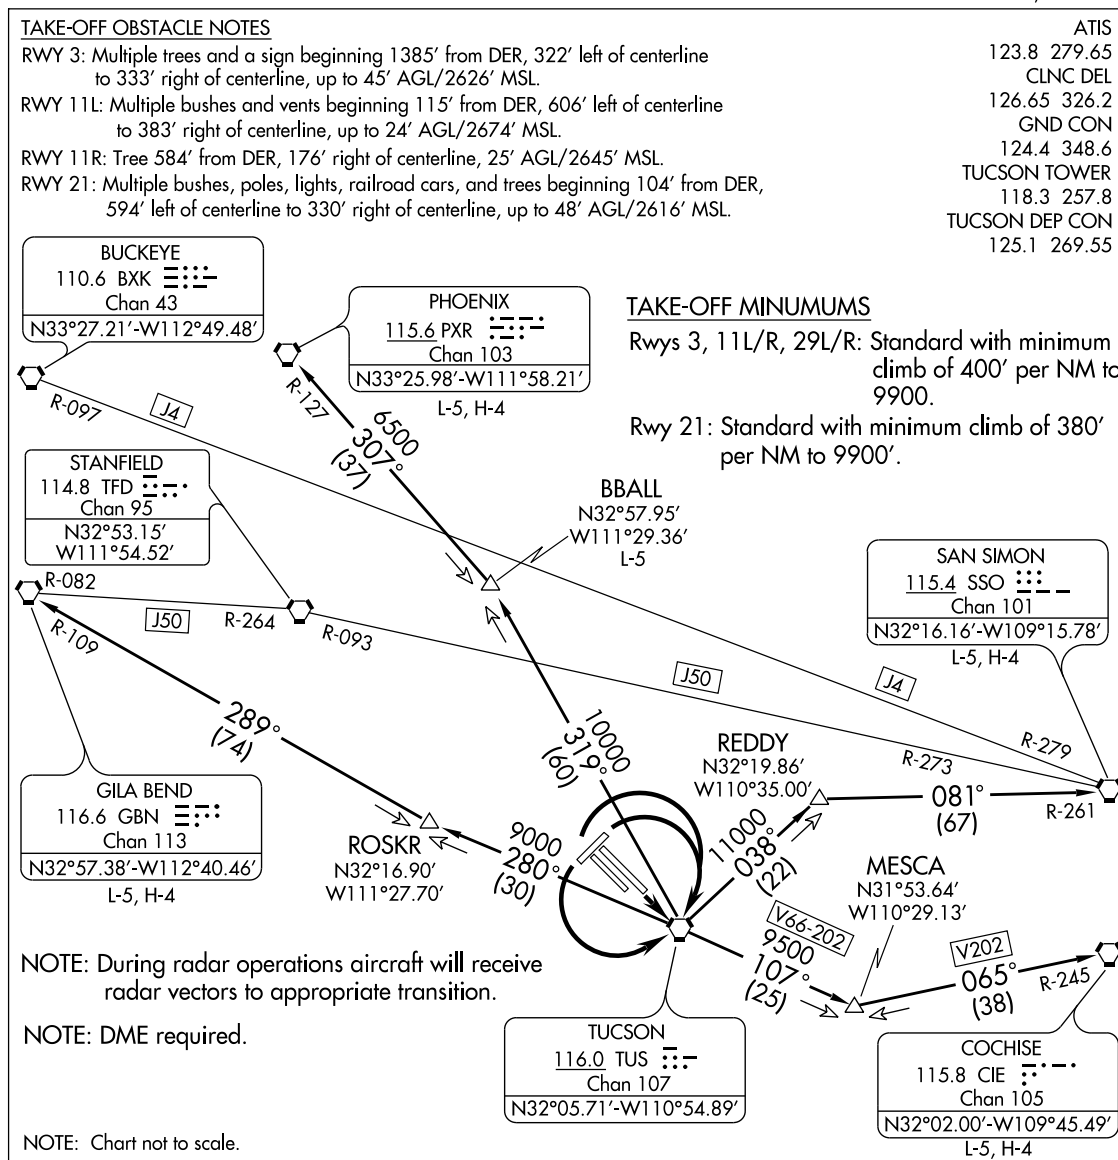 TAKE-OFF OBSTACLE NOTES
RWY 3: Multiple trees and a sign beginning 1385' from DER, 322' left of centerline
to 333' right of centerline, up to 45' AGL/2626' MSL.
RWY 11L: Multiple bushes and vents beginning 115' from DER, 606' left of centerline
to 383' right of centerline, up to 24' AGL/2674' MSL.
RWY 11R: Tree 584' from DER, 176' right of centerline, 25' AGL/2645' MSL.
RWY 21: Multiple bushes, poles, lights, railroad cars, and trees beginning 104' from DER,
594' left of centerline to 330' right of centerline, up to 48' AGL/2616' MSL.
ATIS
123.8 279.65
CLNC DEL
126.65 326.2
GND CON
124.4 348.6
TUCSON TOWER
118.3 257.8
TUCSON DEP CON
125.1 269.55
BUCKEYE
110.6 BXK
Chan 43
N33°27.21'-W112°49.48'
PHOENIX
115.6 PXR
Chan 103
N33°25.98'-W111°58.21'
L-5, H-4
TAKE-OFF MINUMUMS
Rwys 3, 11L/R, 29L/R: Standard with minimum
climb of 400' per NM to
9900.
Rwy 21: Standard with minimum climb of 380'
per NM to 9900'.
R-097
J4
R-127
6500
307°
(37)
STANFIELD
114.8 TFD
Chan 95
N32°53.15'
W111°54.52'
BBALL
N32°57.95'
W111°29.36'
L-5
SAN SIMON
115.4 SSO
Chan 101
N32°16.16'-W109°15.78'
L-5, H-4
R-082
J50
R-264
R-093
R-109
J50
J4
289°
(74)
10000
319°
(60)
REDDY
N32°19.86'
W110°35.00'
R-279
R-273
081°
(67)
R-261
GILA BEND
116.6 GBN
Chan 113
N32°57.38'-W112°40.46'
L-5, H-4
ROSKR
N32°16.90'
W111°27.70'
9000
280°
(30)
11000
038°
(22)
MESCA
N31°53.64'
W110°29.13'
V66-202
9500
107°
(25)
V202
065°
(38)
R-245
NOTE: During radar operations aircraft will receive
radar vectors to appropriate transition.
NOTE: DME required.
TUCSON
116.0 TUS
Chan 107
N32°05.71'-W110°54.89'
COCHISE
115.8 CIE
Chan 105
N32°02.00'-W109°45.49'
L-5, H-4
NOTE: Chart not to scale.